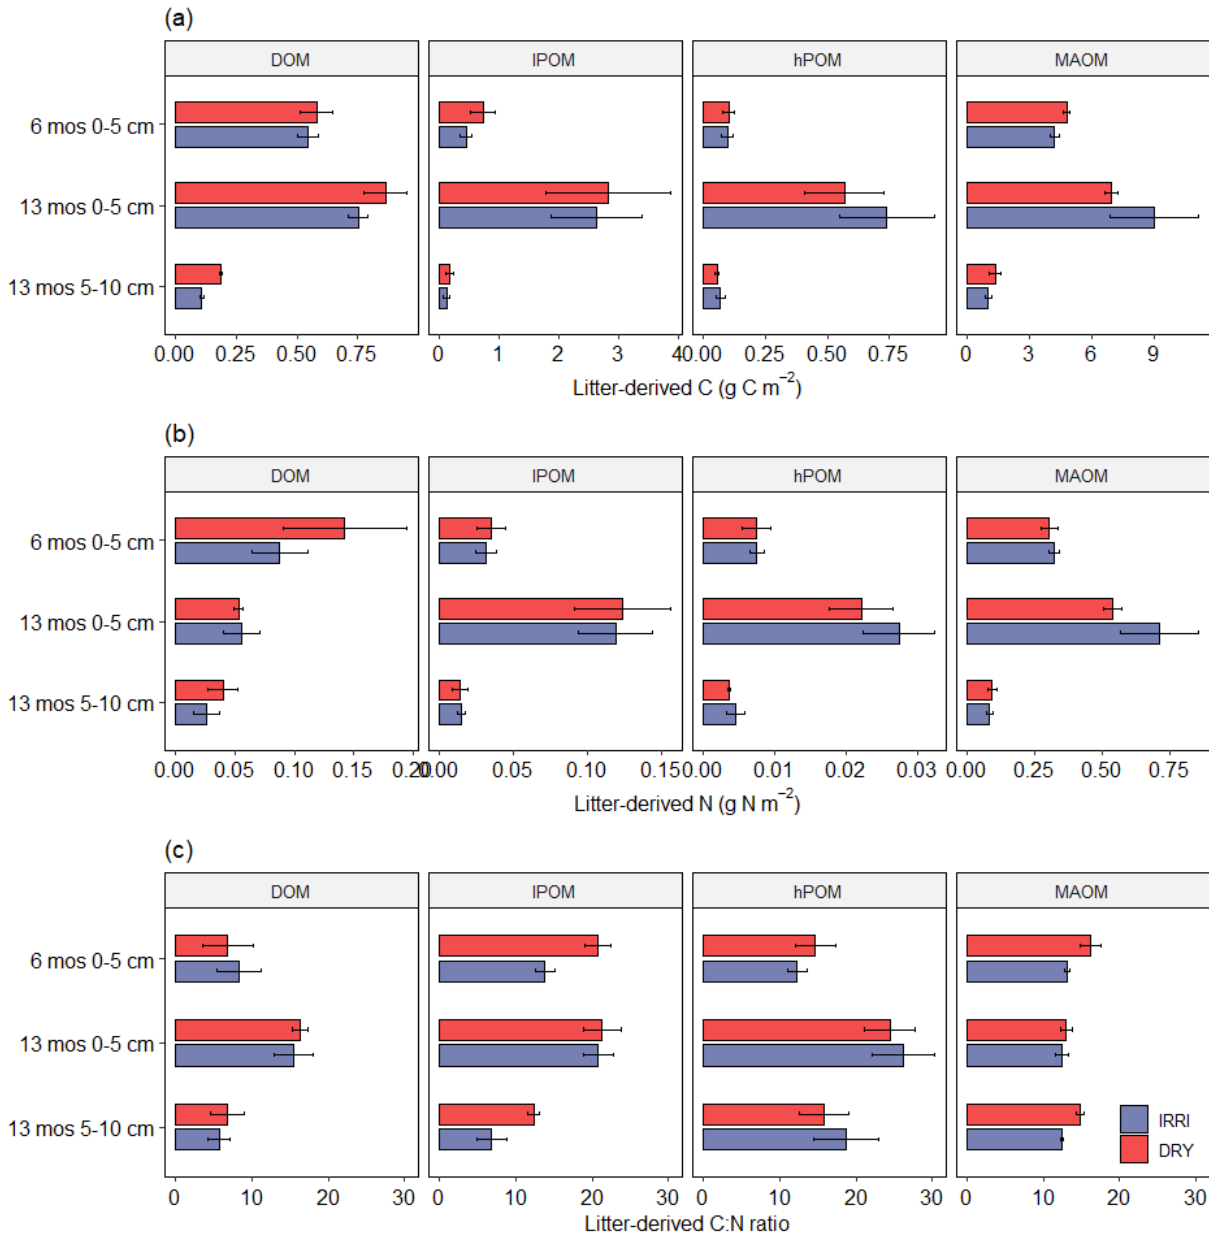 (a)
DOM lPOM hPOM MAOM
6 mos 0-5 cm
13 mos 0-5 cm
13 mos 5-10 cm
0.00 0.25 0.50 0.75 0 1 2 3 4 0.00 0.25 0.50 0.75 0 3 6 9
Litter-derived C (g C m⁻²)
(b)
DOM lPOM hPOM MAOM
6 mos 0-5 cm
13 mos 0-5 cm
13 mos 5-10 cm
0.00 0.05 0.10 0.15 0.20 0.00 0.05 0.10 0.15 0.00 0.01 0.02 0.03 0.00 0.25 0.50 0.75
Litter-derived N (g N m⁻²)
(c)
DOM lPOM hPOM MAOM
6 mos 0-5 cm
13 mos 0-5 cm
13 mos 5-10 cm
IRRI
DRY
0 10 20 30 0 10 20 30 0 10 20 30 0 10 20 30
Litter-derived C:N ratio